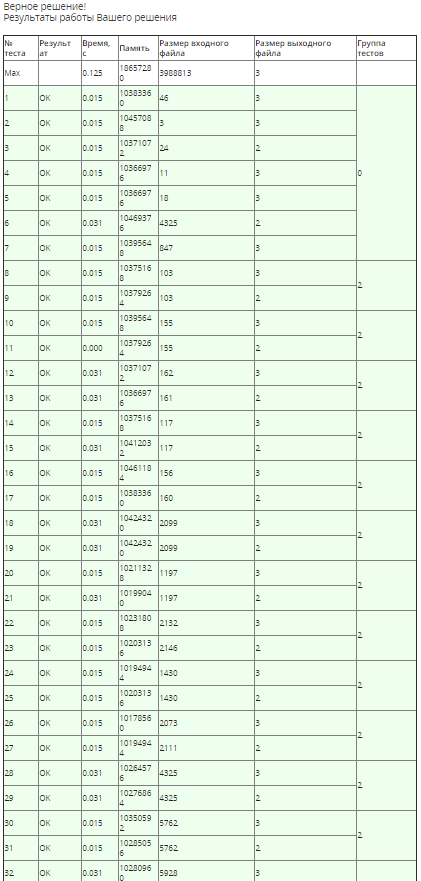 Верное решение!
Результаты работы Вашего решения
№ теста Результ ат Время, с Память Размер входного файла Размер выходного файла Группа тестов
Max 0.125 1865728 0 3988813 3
1 OK 0.015 1038336 0 46 3 0
2 OK 0.015 1045708 8 3 3
3 OK 0.015 1037107 2 24 2
4 OK 0.015 1036697 6 11 3
5 OK 0.015 1036697 6 18 3
6 OK 0.031 1046937 6 4325 2
7 OK 0.015 1039564 8 847 3
8 OK 0.015 1037516 8 103 3 2
9 OK 0.015 1037926 4 103 2
10 OK 0.015 1039564 8 155 3 2
11 OK 0.000 1037926 4 155 2
12 OK 0.031 1037107 2 162 3 2
13 OK 0.031 1036697 6 161 2
14 OK 0.015 1037516 8 117 3 2
15 OK 0.031 1041203 2 117 2
16 OK 0.015 1046118 4 156 3 2
17 OK 0.015 1038336 0 160 2
18 OK 0.031 1042432 0 2099 3 2
19 OK 0.031 1042432 0 2099 2
20 OK 0.015 1021132 8 1197 3 2
21 OK 0.031 1019904 0 1197 2
22 OK 0.015 1023180 8 2132 3 2
23 OK 0.015 1020313 6 2146 2
24 OK 0.015 1019494 4 1430 3 2
25 OK 0.015 1020313 6 1430 2
26 OK 0.015 1017856 0 2073 3 2
27 OK 0.015 1019494 4 2111 2
28 OK 0.031 1026457 6 4325 3 2
29 OK 0.031 1027686 4 4325 2
30 OK 0.015 1035059 2 5762 3 2
31 OK 0.015 1028505 6 5762 2
32 OK 0.031 1028096 0 5928 3